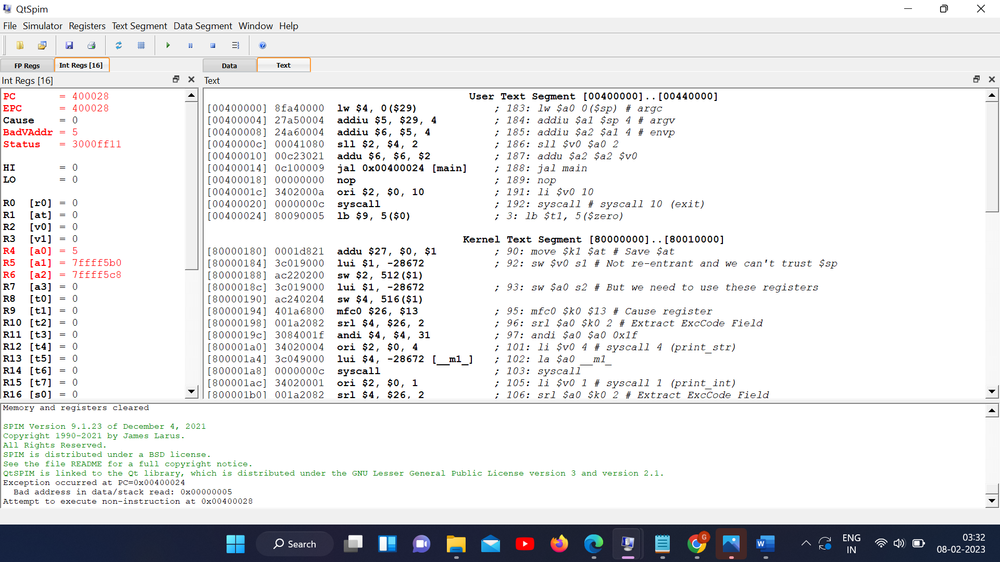 QtSpim
File Simulator Registers Text Segment Data Segment Window Help
FP Regs Int Regs [16] Data Text
Int Regs [16]
PC = 400028
EPC = 400028
Cause = 0
BadVAddr = 5
Status = 3000ff11
HI = 0
LO = 0
R0 [r0] = 0
R1 [at] = 0
R2 [v0] = 0
R3 [v1] = 0
R4 [a0] = 5
R5 [a1] = 7ffff5b0
R6 [a2] = 7ffff5c8
R7 [a3] = 0
R8 [t0] = 0
R9 [t1] = 0
R10 [t2] = 0
R11 [t3] = 0
R12 [t4] = 0
R13 [t5] = 0
R14 [t6] = 0
R15 [t7] = 0
R16 [s0] = 0
Text
User Text Segment [00400000]..[00440000]
[00400000] 8fa40000 lw $4, 0($29) ; 183: lw $a0 0($sp) # argc
[00400004] 27a50004 addiu $5, $29, 4 ; 184: addiu $a1 $sp 4 # argv
[00400008] 24a60004 addiu $6, $5, 4 ; 185: addiu $a2 $a1 4 # envp
[0040000c] 00041080 sll $2, $4, 2 ; 186: sll $v0 $a0 2
[00400010] 00c23021 addu $6, $6, $2 ; 187: addu $a2 $a2 $v0
[00400014] 0c100009 jal 0x00400024 [main] ; 188: jal main
[00400018] 00000000 nop ; 189: nop
[0040001c] 3402000a ori $2, $0, 10 ; 191: li $v0 10
[00400020] 0000000c syscall ; 192: syscall # syscall 10 (exit)
[00400024] 80090005 lb $9, 5($0) ; 3: lb $t1, 5($zero)
Kernel Text Segment [80000000]..[80010000]
[80000180] 0001d821 addu $27, $0, $1 ; 90: move $k1 $at # Save $at
[80000184] 3c019000 lui $1, -28672 ; 92: sw $v0 s1 # Not re-entrant and we can't trust $sp
[80000188] ac220200 sw $2, 512($1)
[8000018c] 3c019000 lui $1, -28672 ; 93: sw $a0 s2 # But we need to use these registers
[80000190] ac240204 sw $4, 516($1)
[80000194] 401a6800 mfc0 $26, $13 ; 95: mfc0 $k0 $13 # Cause register
[80000198] 001a2082 srl $4, $26, 2 ; 96: srl $a0 $k0 2 # Extract ExcCode Field
[8000019c] 3084001f andi $4, $4, 31 ; 97: andi $a0 $a0 0x1f
[800001a0] 34020004 ori $2, $0, 4 ; 101: li $v0 4 # syscall 4 (print_str)
[800001a4] 3c049000 lui $4, -28672 [__m1_] ; 102: la $a0 __m1_
[800001a8] 0000000c syscall ; 103: syscall
[800001ac] 34020001 ori $2, $0, 1 ; 105: li $v0 1 # syscall 1 (print_int)
[800001b0] 001a2082 srl $4, $26, 2 ; 106: srl $a0 $k0 2 # Extract ExcCode Field
Memory and registers cleared
SPIM Version 9.1.23 of December 4, 2021
Copyright 1990-2021 by James Larus.
All Rights Reserved.
SPIM is distributed under a BSD license.
See the file README for a full copyright notice.
QtSPIM is linked to the Qt library, which is distributed under the GNU Lesser General Public License version 3 and version 2.1.
Exception occurred at PC=0x00400024
Bad address in data/stack read: 0x00000005
Attempt to execute non-instruction at 0x00400028
Search
G
W
ENG
IN
03:32
08-02-2023